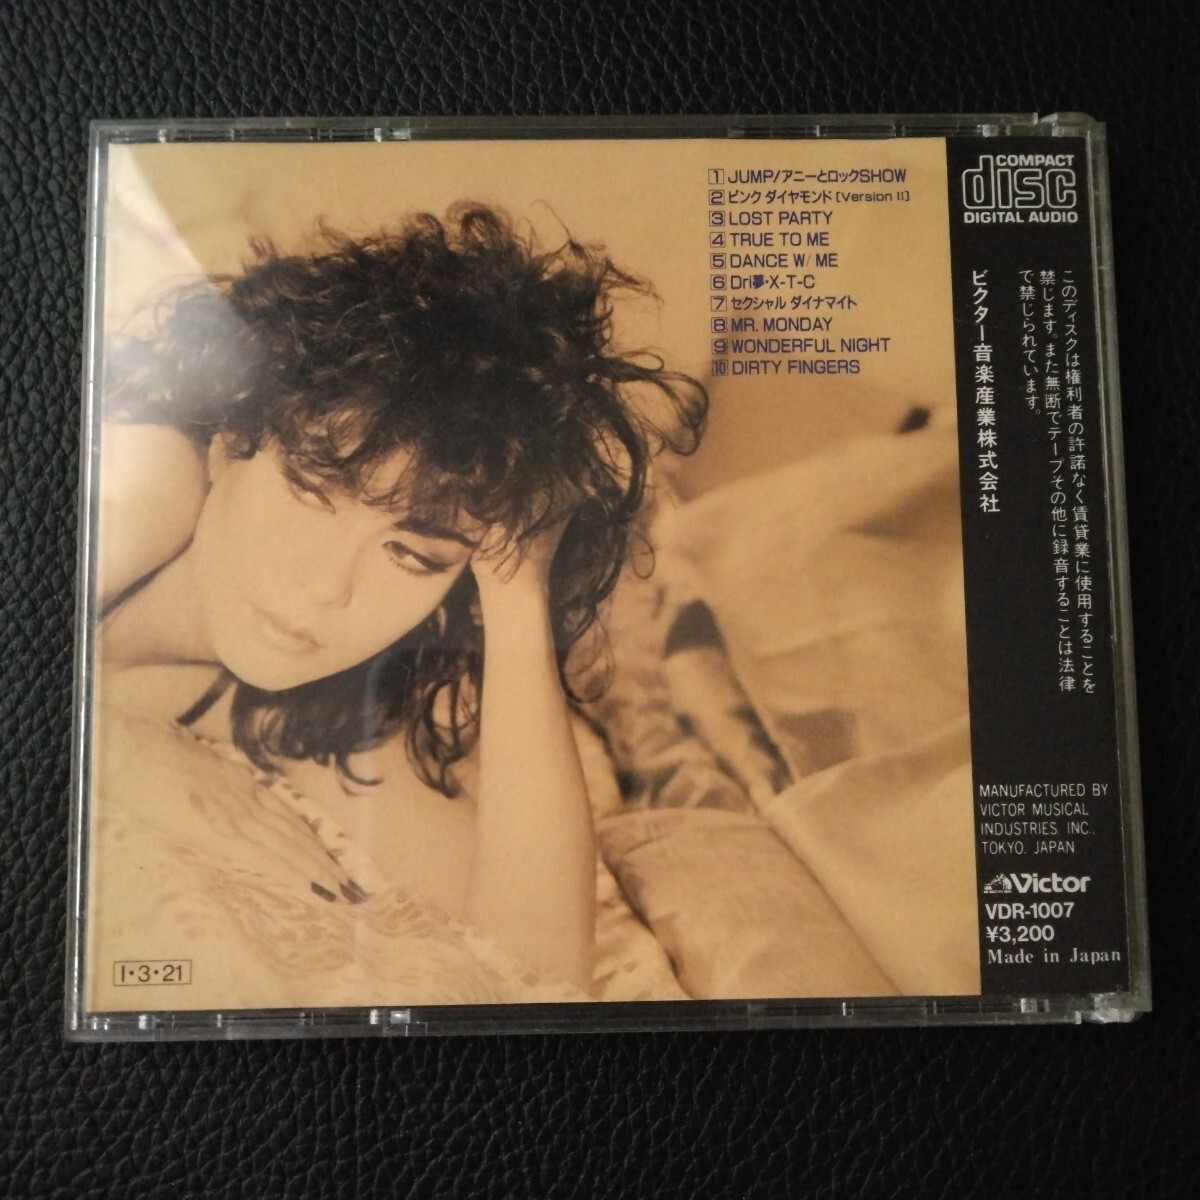 1 JUMP/アニーとロックSHOW
2 ピンク ダイヤモンド [Version II]
3 LOST PARTY
4 TRUE TO ME
5 DANCE W/ ME
6 Dri夢・X-T-C
7 セクシャル ダイナマイト
8 MR. MONDAY
9 WONDERFUL NIGHT
10 DIRTY FINGERS
I・3・21
COMPACT
disc
DIGITAL AUDIO
このディスクは権利者の許諾なく賃貸業に使用することを
禁じます。また無断でテープその他に録音することは法律
で禁じられています。
ビクター音楽産業株式会社
MANUFACTURED BY
VICTOR MUSICAL
INDUSTRIES, INC.,
TOKYO, JAPAN.
Victor
VDR-1007
¥3,200
Made in Japan